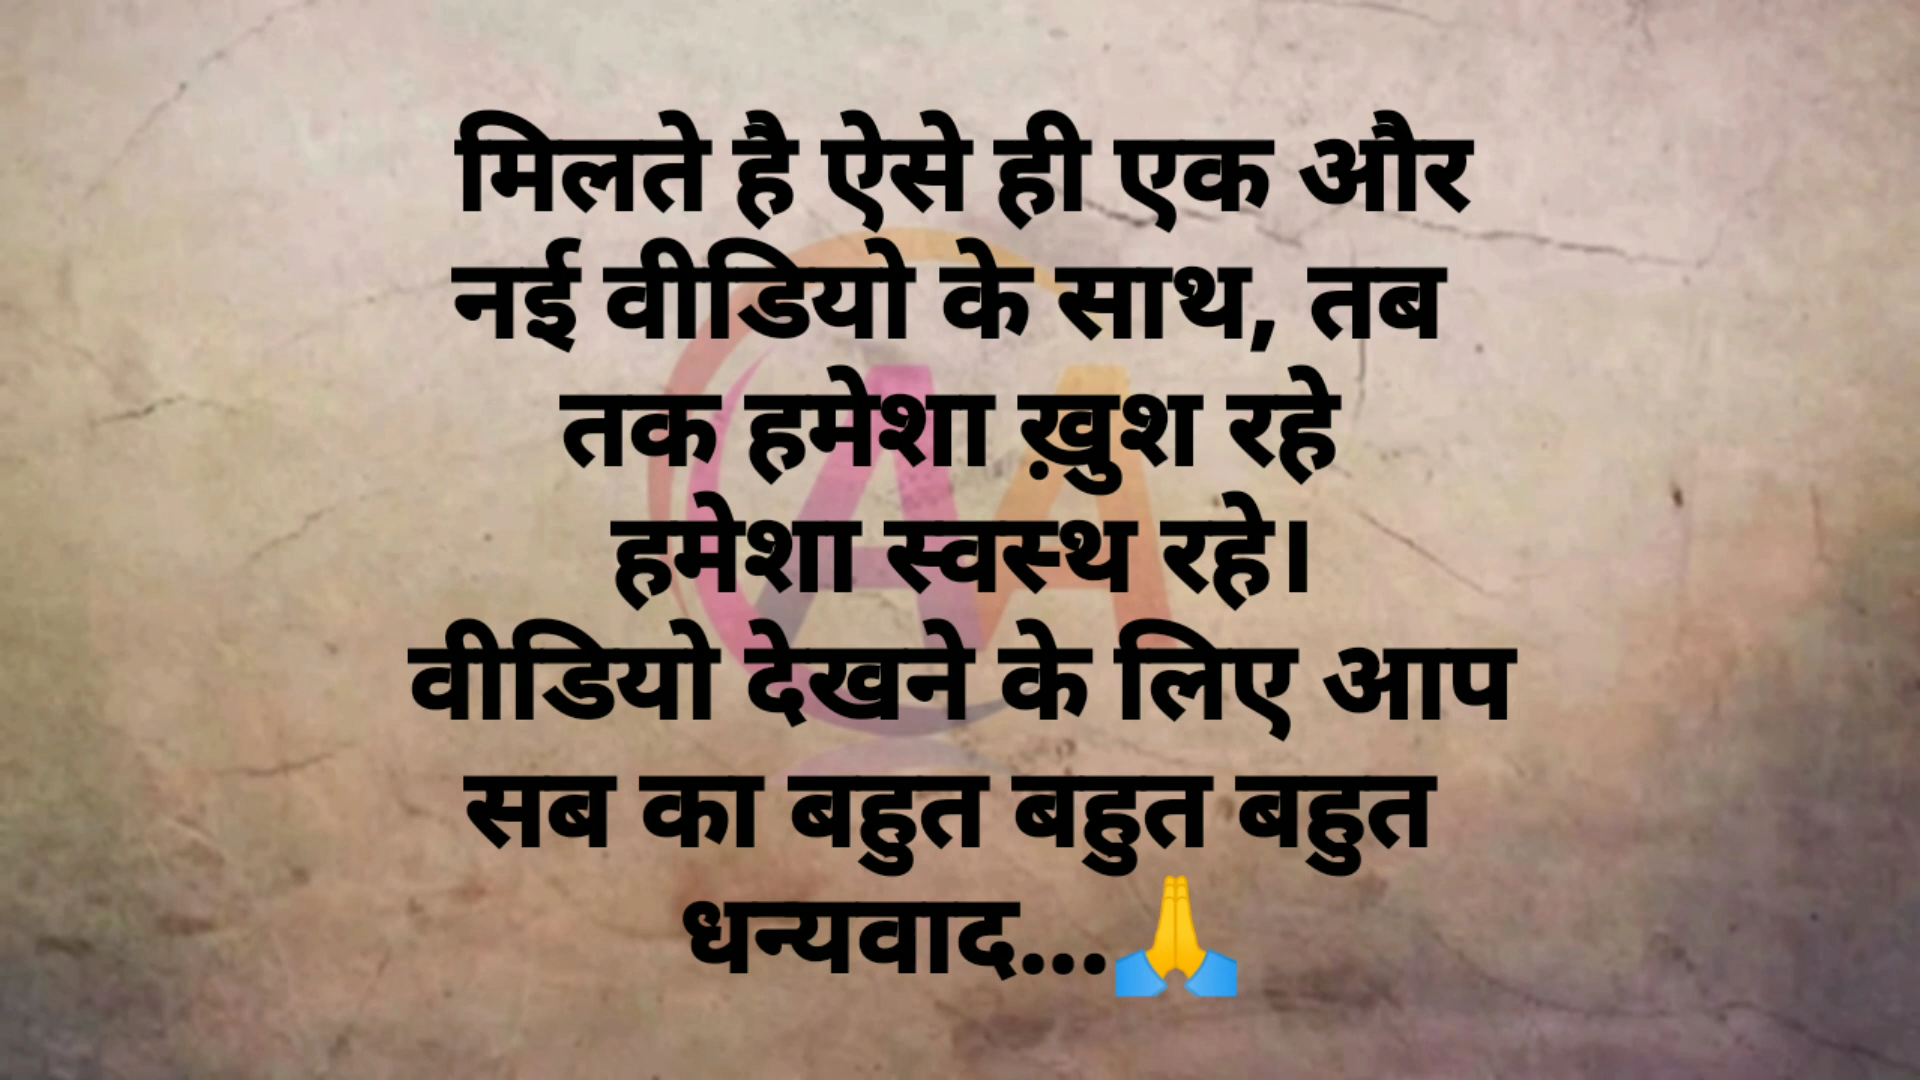 मिलते है ऐसे ही एक और
नई वीडियो के साथ, तब
तक हमेशा ख़ुश रहे
हमेशा स्वस्थ रहे।
वीडियो देखने के लिए आप
सब का बहुत बहुत बहुत
धन्यवाद...🙏
AA